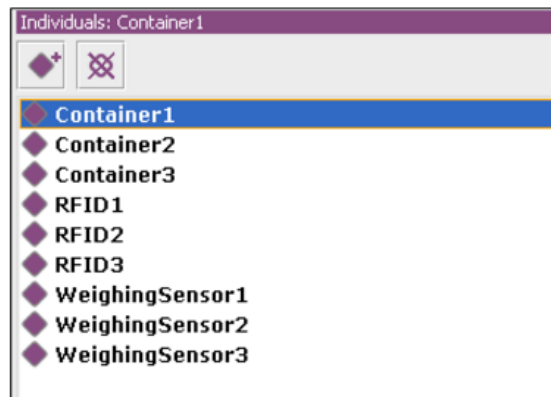 Individuals: Container1
Container1
Container2
Container3
RFID1
RFID2
RFID3
WeighingSensor1
WeighingSensor2
WeighingSensor3